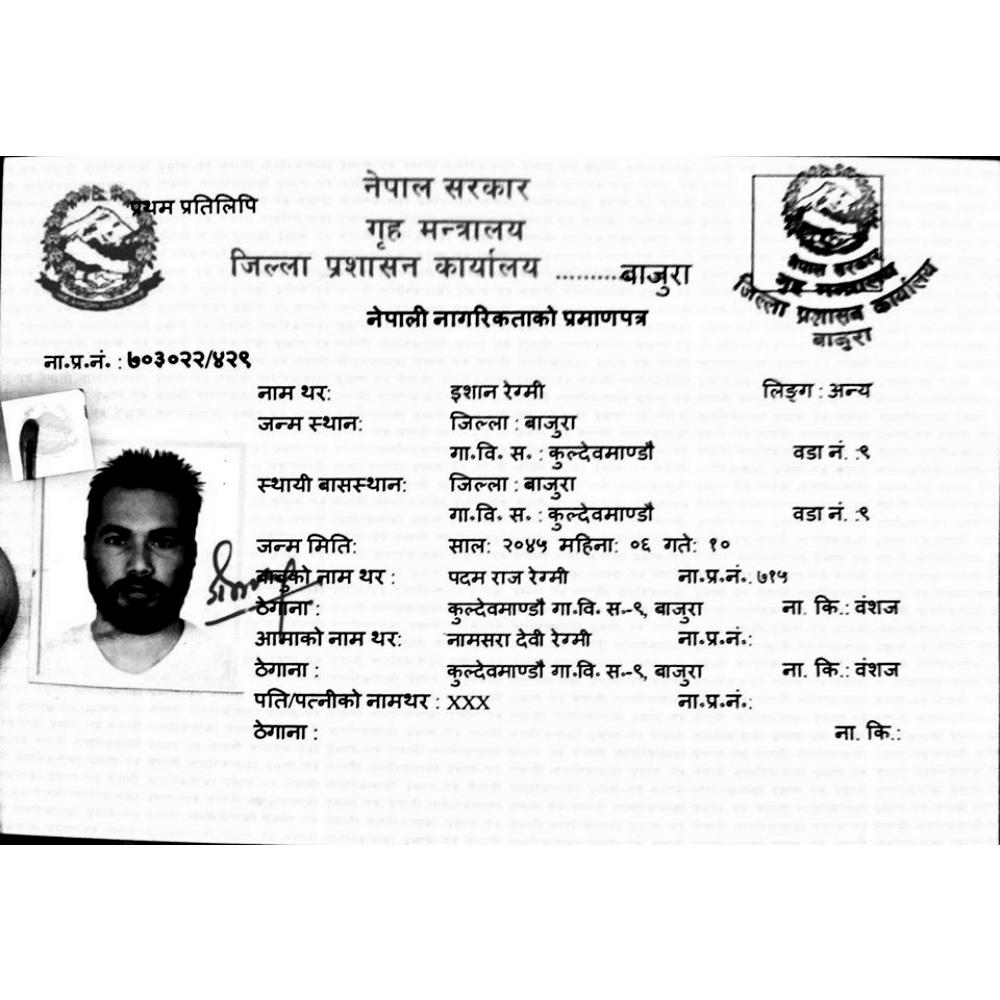 प्रथम प्रतिलिपि
नेपाल सरकार
गृह मन्त्रालय
जिल्ला प्रशासन कार्यालय ......... बाजुरा
नेपाल सरकार
गृह मन्त्रालय
जिल्ला प्रशासन कार्यालय
बाजुरा
नेपाली नागरिकताको प्रमाणपत्र
ना.प्र.नं. : ७०३०२२/४२९
नाम थर: इशान रेग्मी लिङ्ग : अन्य
जन्म स्थान: जिल्ला : बाजुरा
गा.वि. स. : कुल्देवमाण्डौ वडा नं. :९
स्थायी बासस्थान: जिल्ला : बाजुरा
गा.वि. स. : कुल्देवमाण्डौ वडा नं. :९
जन्म मिति: साल: २०४५ महिना: ०६ गते: १०
बाबुको नाम थर : पदम राज रेग्मी ना.प्र.नं.: ७१५
ठेगाना : कुल्देवमाण्डौ गा.वि. स.-९, बाजुरा ना. कि.: वंशज
आमाको नाम थर: नामसरा देवी रेग्मी ना.प्र.नं.:
ठेगाना : कुल्देवमाण्डौ गा.वि. स.-९, बाजुरा ना. कि.: वंशज
पति/पत्नीको नामथर : XXX ना.प्र.नं.:
ठेगाना : ना. कि.: